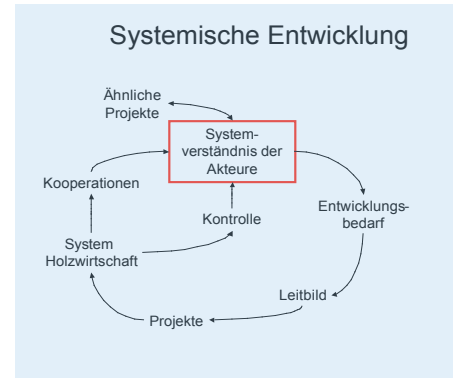 Systemische Entwicklung
Ähnliche
Projekte
System-
verständnis der
Akteure
Kooperationen
Entwicklungs-
bedarf
Kontrolle
System
Holzwirtschaft
Leitbild
Projekte